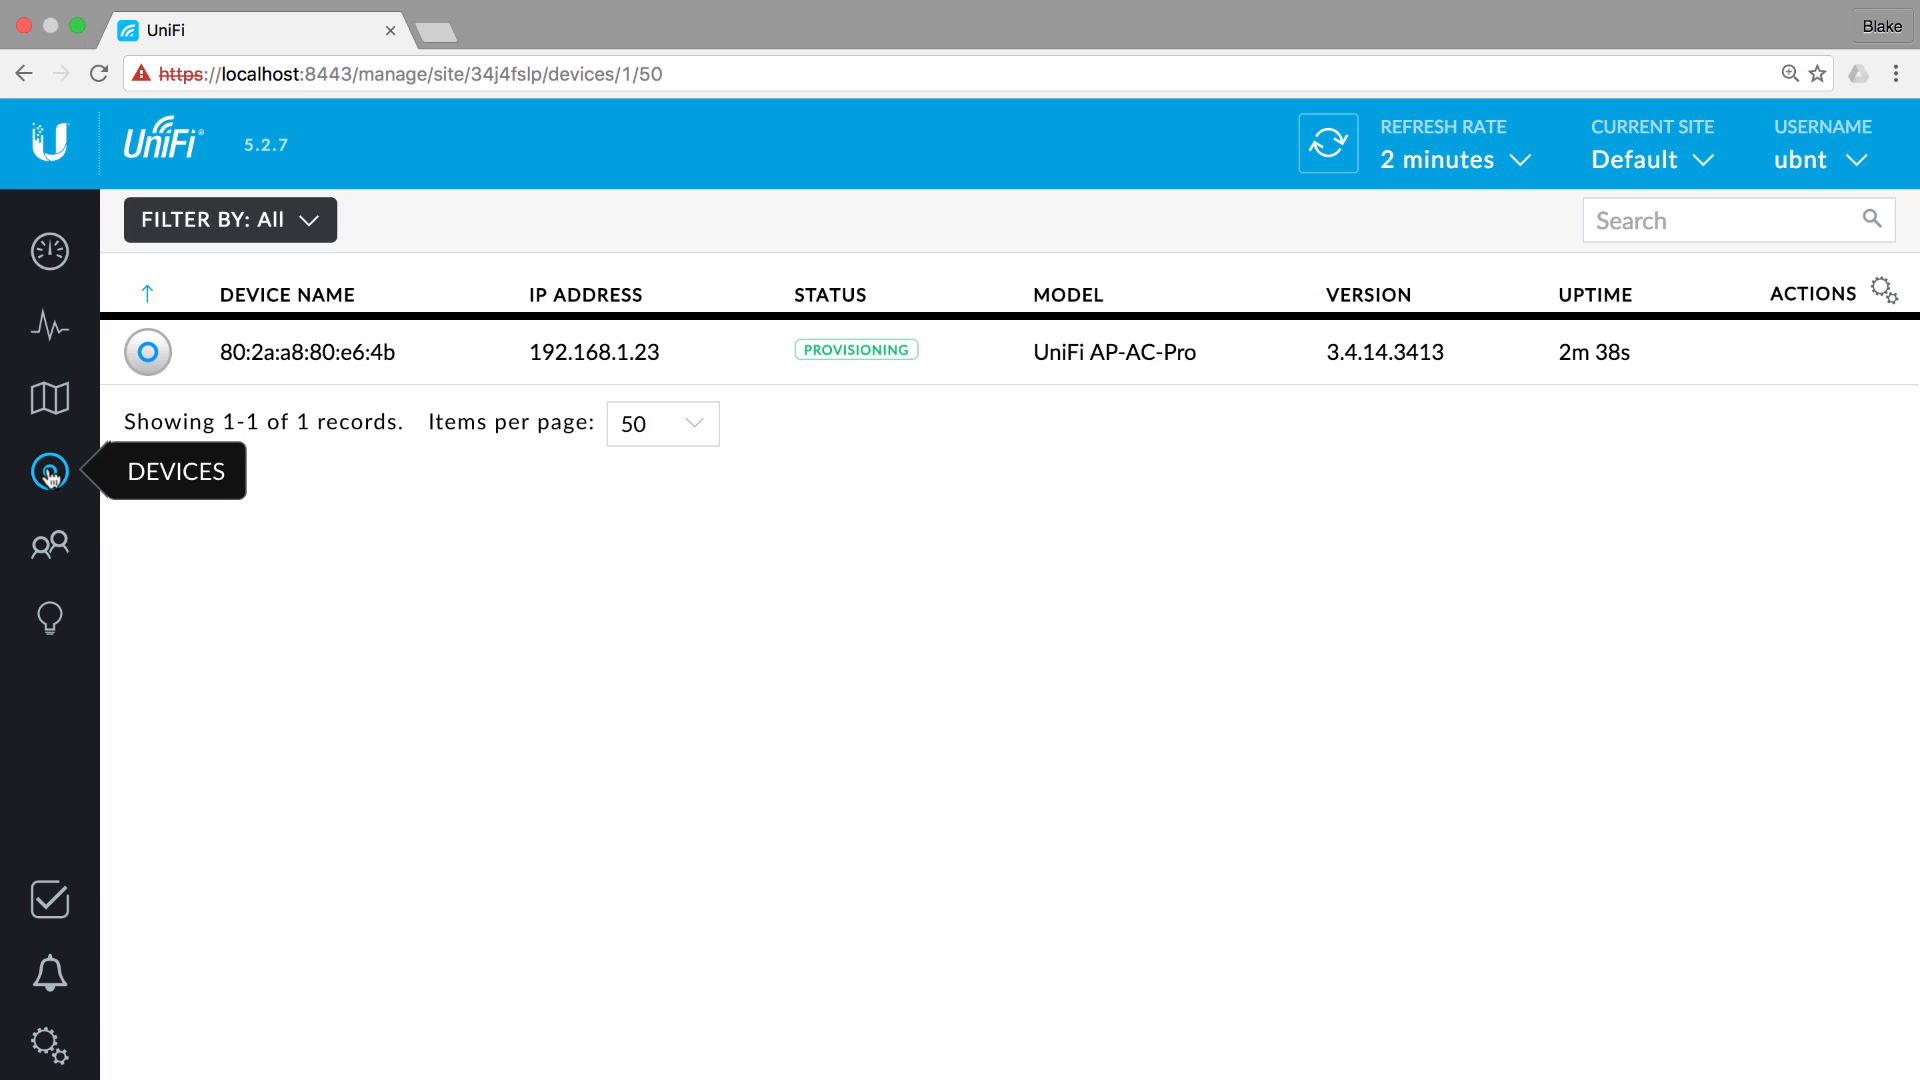 UniFi
Blake
https://localhost:8443/manage/site/34j4fslp/devices/1/50
UniFi 5.2.7
REFRESH RATE
2 minutes
CURRENT SITE
Default
USERNAME
ubnt
FILTER BY: All
Search
DEVICE NAME IP ADDRESS STATUS MODEL VERSION UPTIME ACTIONS
80:2a:a8:80:e6:4b 192.168.1.23 PROVISIONING UniFi AP-AC-Pro 3.4.14.3413 2m 38s
Showing 1-1 of 1 records. Items per page: 50
DEVICES